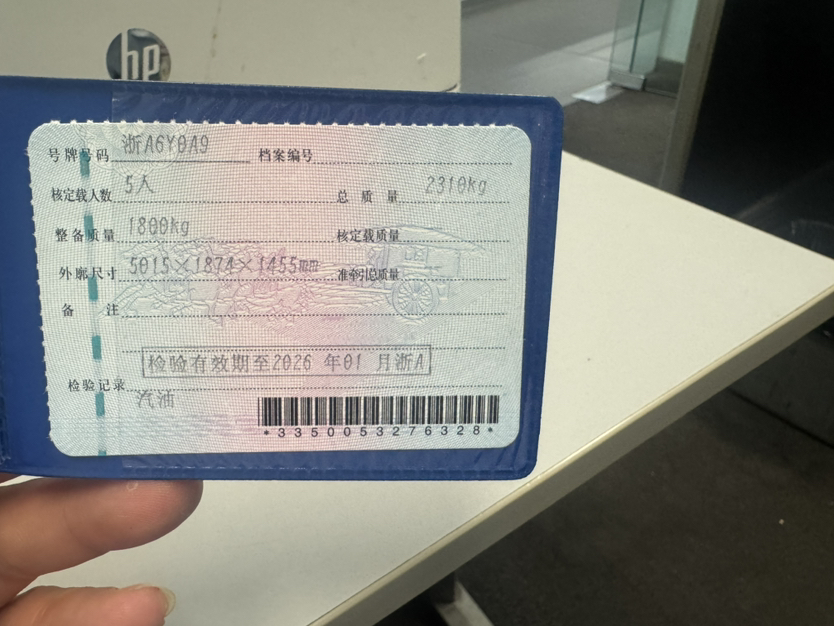 hp
号牌号码 浙A6Y0A9 档案编号
核定载人数 5人 总质量 2310kg
整备质量 1800kg 核定载质量
外廓尺寸 5015×1874×1455mm 准牵引总质量
备注
检验有效期至2026年01月浙A
检验记录
汽油
*3350053276328*